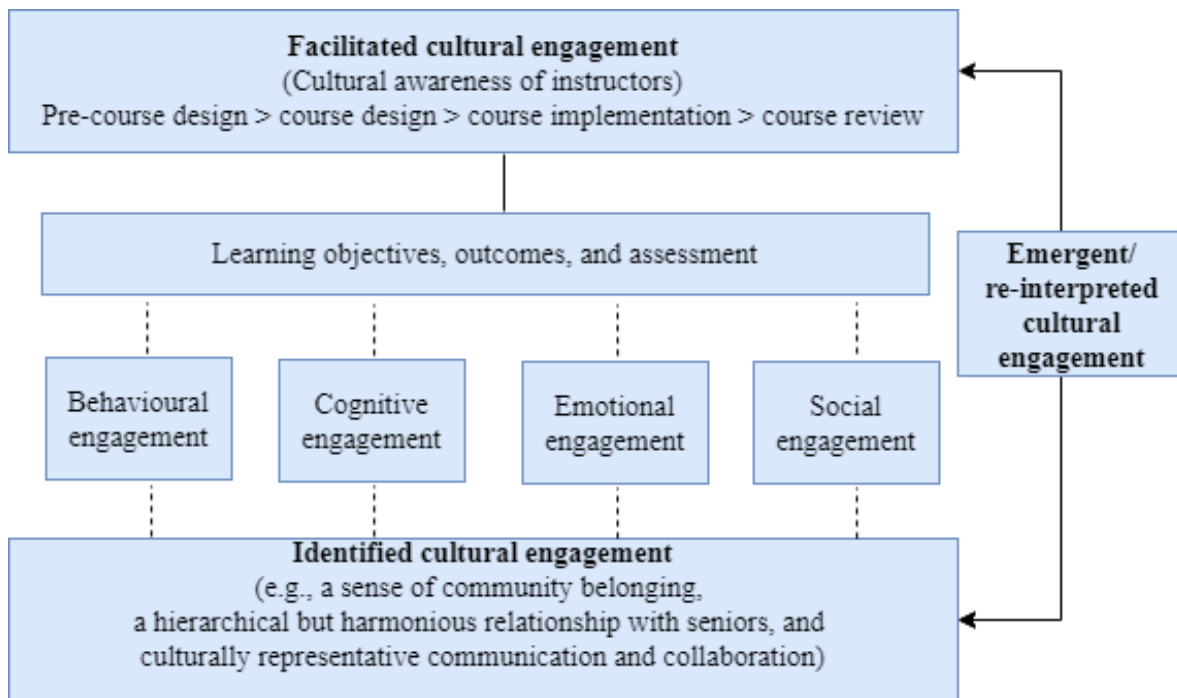 Facilitated cultural engagement
(Cultural awareness of instructors)
Pre-course design > course design > course implementation > course review
Learning objectives, outcomes, and assessment
Emergent/
re-interpreted
cultural
engagement
Behavioural
engagement
Cognitive
engagement
Emotional
engagement
Social
engagement
Identified cultural engagement
(e.g., a sense of community belonging,
a hierarchical but harmonious relationship with seniors, and
culturally representative communication and collaboration)